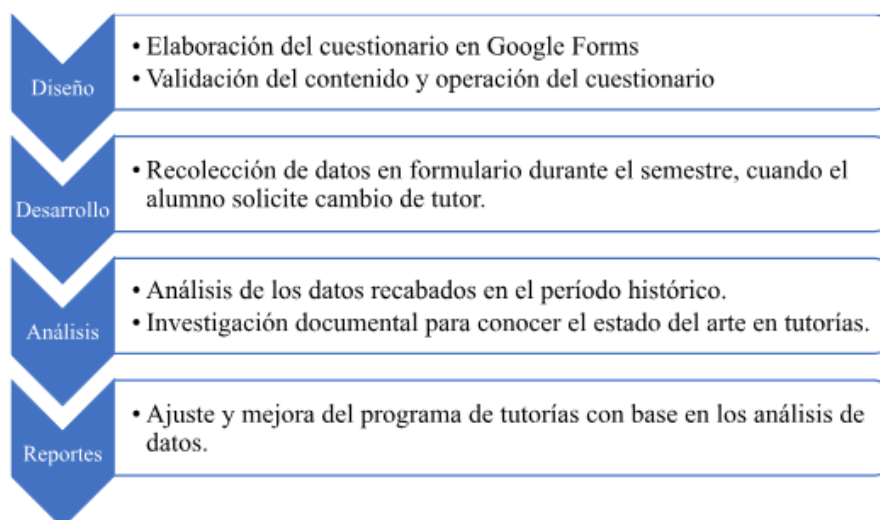 Diseño
• Elaboración del cuestionario en Google Forms
• Validación del contenido y operación del cuestionario
Desarrollo
• Recolección de datos en formulario durante el semestre, cuando el
alumno solicite cambio de tutor.
Análisis
• Análisis de los datos recabados en el período histórico.
• Investigación documental para conocer el estado del arte en tutorías.
Reportes
• Ajuste y mejora del programa de tutorías con base en los análisis de
datos.